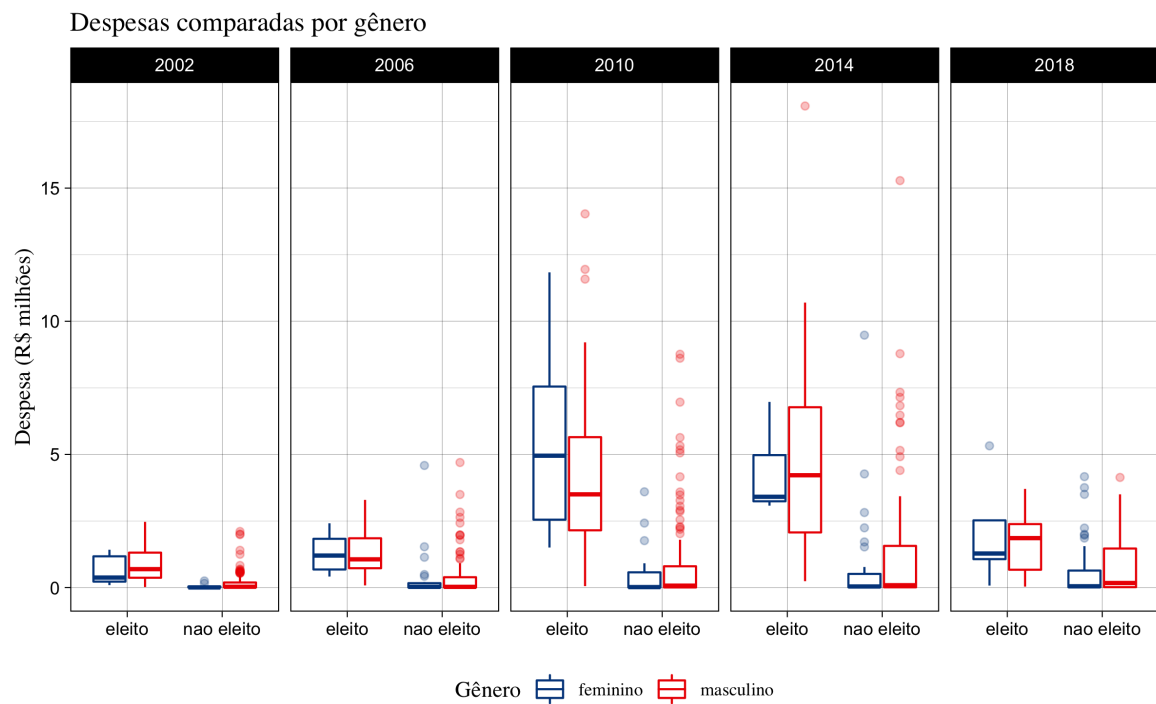 Despesas comparadas por gênero
2002 2006 2010 2014 2018
Despesa (R$ milhões)
15
10
5
0
eleito nao eleito eleito nao eleito eleito nao eleito eleito nao eleito eleito nao eleito
Gênero feminino masculino